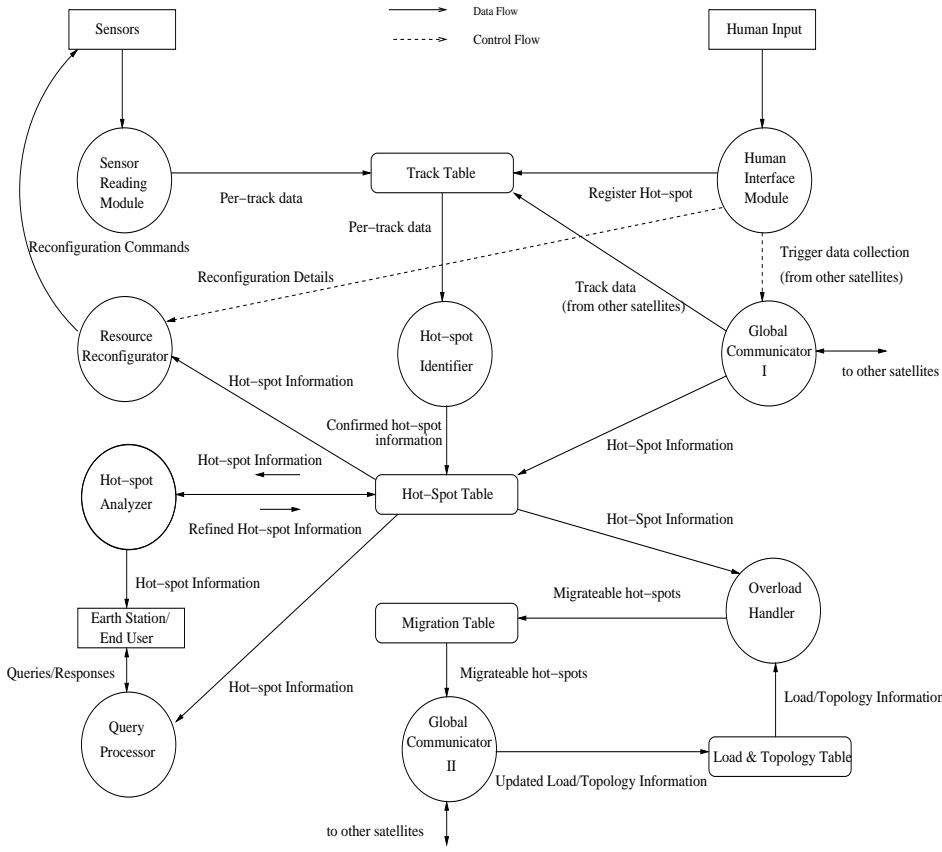 Data Flow
Control Flow
Sensors
Human Input
Sensor
Reading
Module
Track Table
Human
Interface
Module
Per−track data
Register Hot−spot
Per−track data
Reconfiguration Commands
Trigger data collection
(from other satellites)
Reconfiguration Details
Track data
(from other satellites)
Resource
Reconfigurator
Hot−spot
Identifier
Global
Communicator
I
to other satellites
Hot−spot Information
Confirmed hot−spot
information
Hot−Spot Information
Hot−spot Information
Hot−spot
Analyzer
Hot−Spot Table
Refined Hot−spot Information
Hot−Spot Information
Hot−spot Information
Migrateable hot−spots
Overload
Handler
Earth Station/
End User
Migration Table
Queries/Responses
Hot−spot Information
Migrateable hot−spots
Load/Topology Information
Query
Processor
Global
Communicator
II
Load & Topology Table
Updated Load/Topology Information
to other satellites